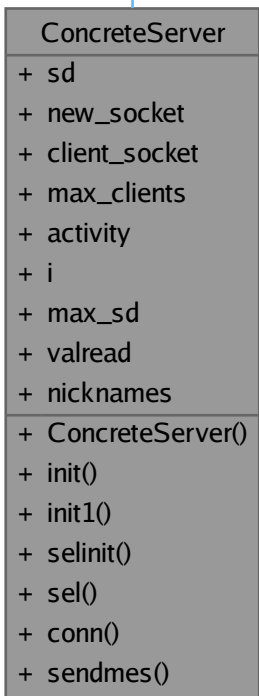 ConcreteServer
+ sd
+ new_socket
+ client_socket
+ max_clients
+ activity
+ i
+ max_sd
+ valread
+ nicknames
+ ConcreteServer()
+ init()
+ init1()
+ selinit()
+ sel()
+ conn()
+ sendmes()